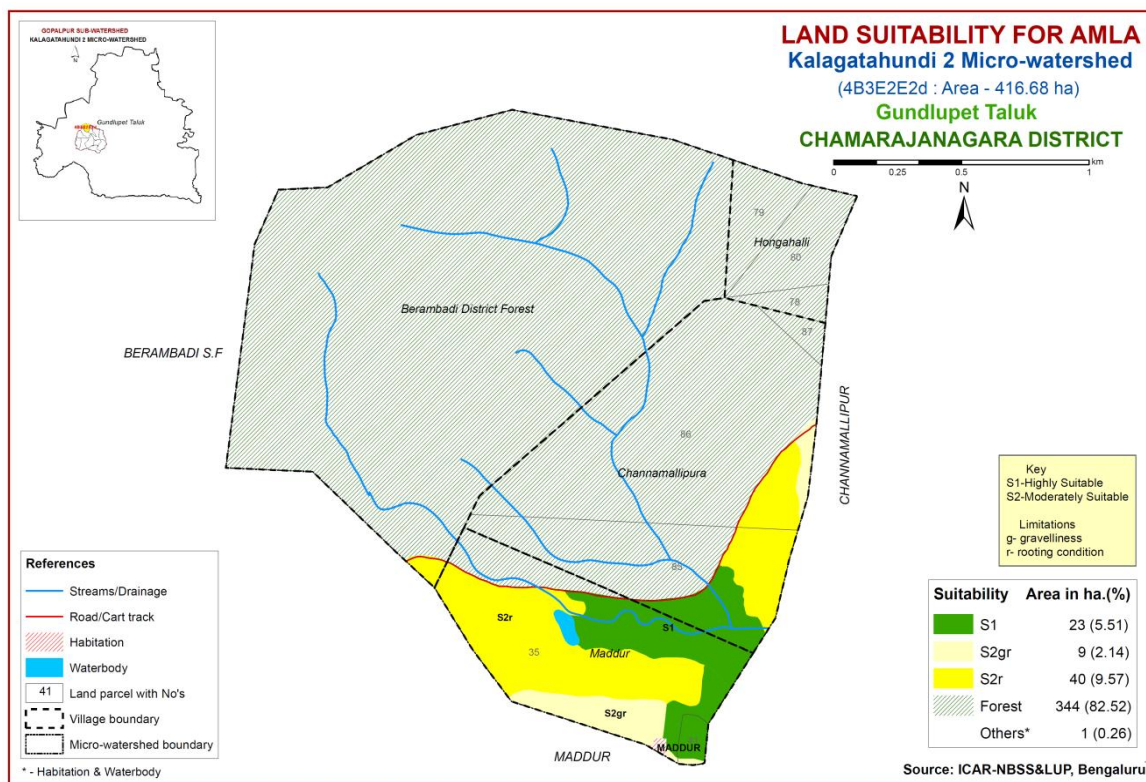 GOPALPUR SUB-WATERSHED
KALAGATAHUNDI 2 MICRO-WATERSHED
N
Gundlupet Taluk
LAND SUITABILITY FOR AMLA
Kalagatahundi 2 Micro-watershed
(4B3E2E2d : Area - 416.68 ha)
Gundlupet Taluk
CHAMARAJANAGARA DISTRICT
km
0 0.25 0.5 1
N
79
Hongahalli
60
78
87
Berambadi District Forest
BERAMBADI S.F
CHANNAMALLIPUR
86
Channamallipura
85
S2r
S1
35
Maddur
S2gr
MADDUR
MADDUR
Key
S1-Highly Suitable
S2-Moderately Suitable
Limitations
g- gravelliness
r- rooting condition
References
Streams/Drainage
Road/Cart track
Habitation
Waterbody
41 Land parcel with No's
Village boundary
Micro-watershed boundary
* - Habitation & Waterbody
Suitability Area in ha.(%)
S1 23 (5.51)
S2gr 9 (2.14)
S2r 40 (9.57)
Forest 344 (82.52)
Others* 1 (0.26)
Source: ICAR-NBSS&LUP, Bengaluru